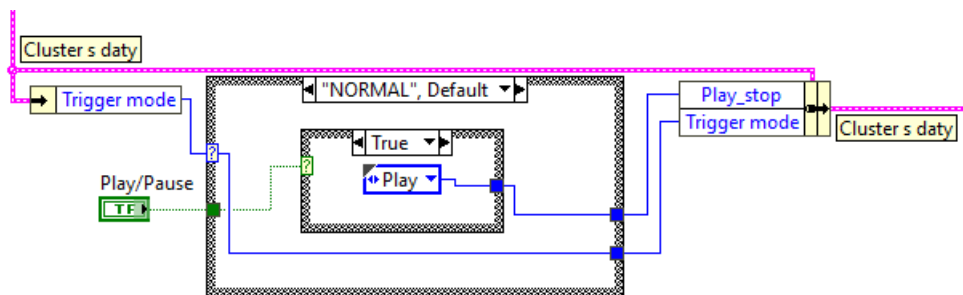 Cluster s daty
Trigger mode
"NORMAL", Default
Play_stop
Trigger mode
Cluster s daty
?
True
?
Play
Play/Pause
TF